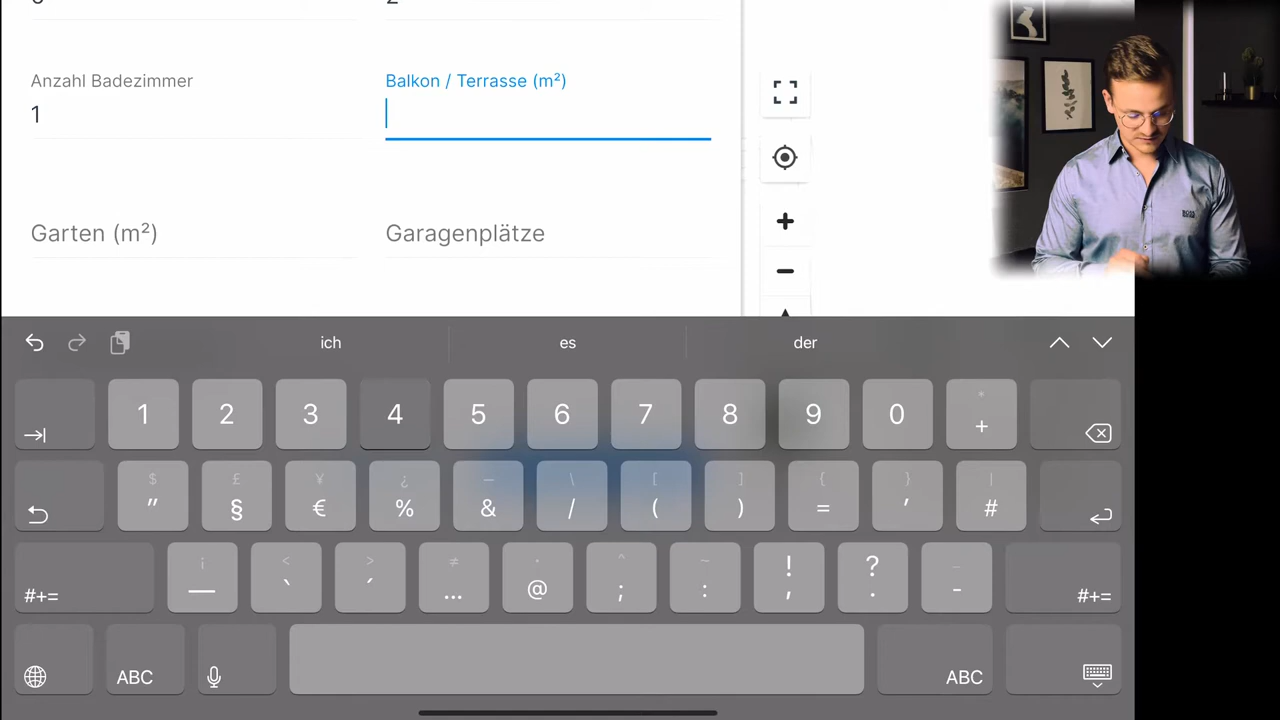 Anzahl Badezimmer
1
Balkon / Terrasse (m²)
Garten (m²)
Garagenplätze
BOSS
ich es der
1 2 3 4 5 6 7 8 9 0 * +
$ " £ § ¥ € ¿ % – & \ / [ ( ] ) { = } ' | #
#+= ¡ — < ` > ´ ≠ … · @ ^ ; ~ : ! , ? . _ - #+=
ABC ABC